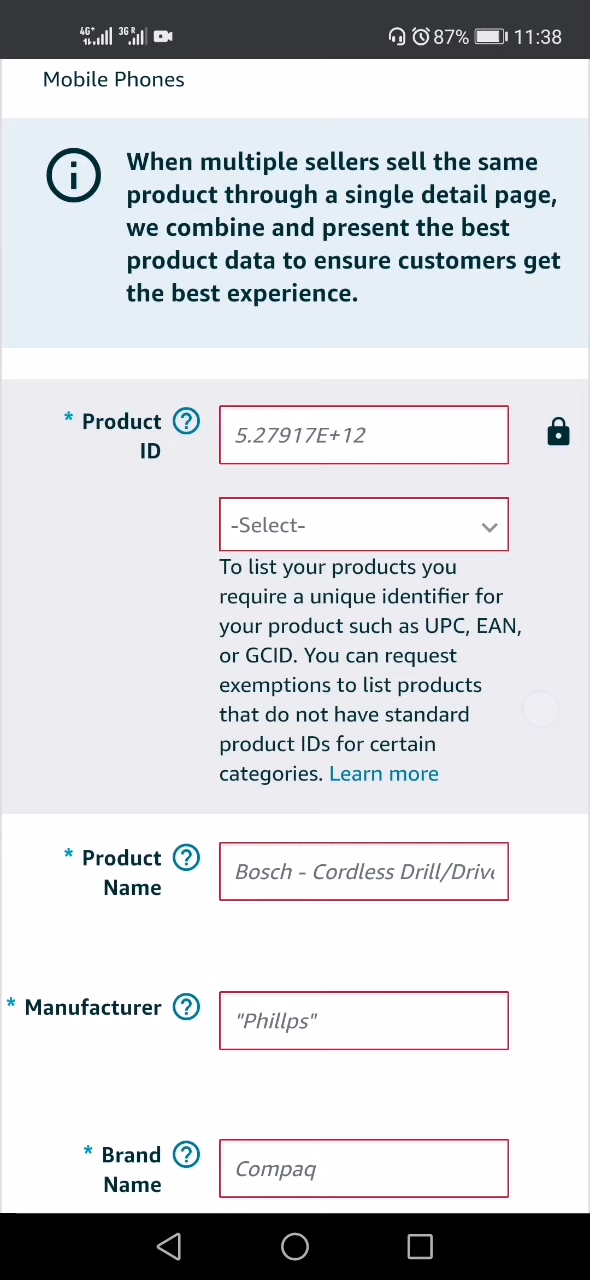 4G+ 3G R 87% 11:38
Mobile Phones
When multiple sellers sell the same
product through a single detail page,
we combine and present the best
product data to ensure customers get
the best experience.
* Product ? 5.27917E+12
ID
-Select-
To list your products you
require a unique identifier for
your product such as UPC, EAN,
or GCID. You can request
exemptions to list products
that do not have standard
product IDs for certain
categories. Learn more
* Product ? Bosch - Cordless Drill/Drive
Name
* Manufacturer ? "Phillps"
* Brand ? Compaq
Name